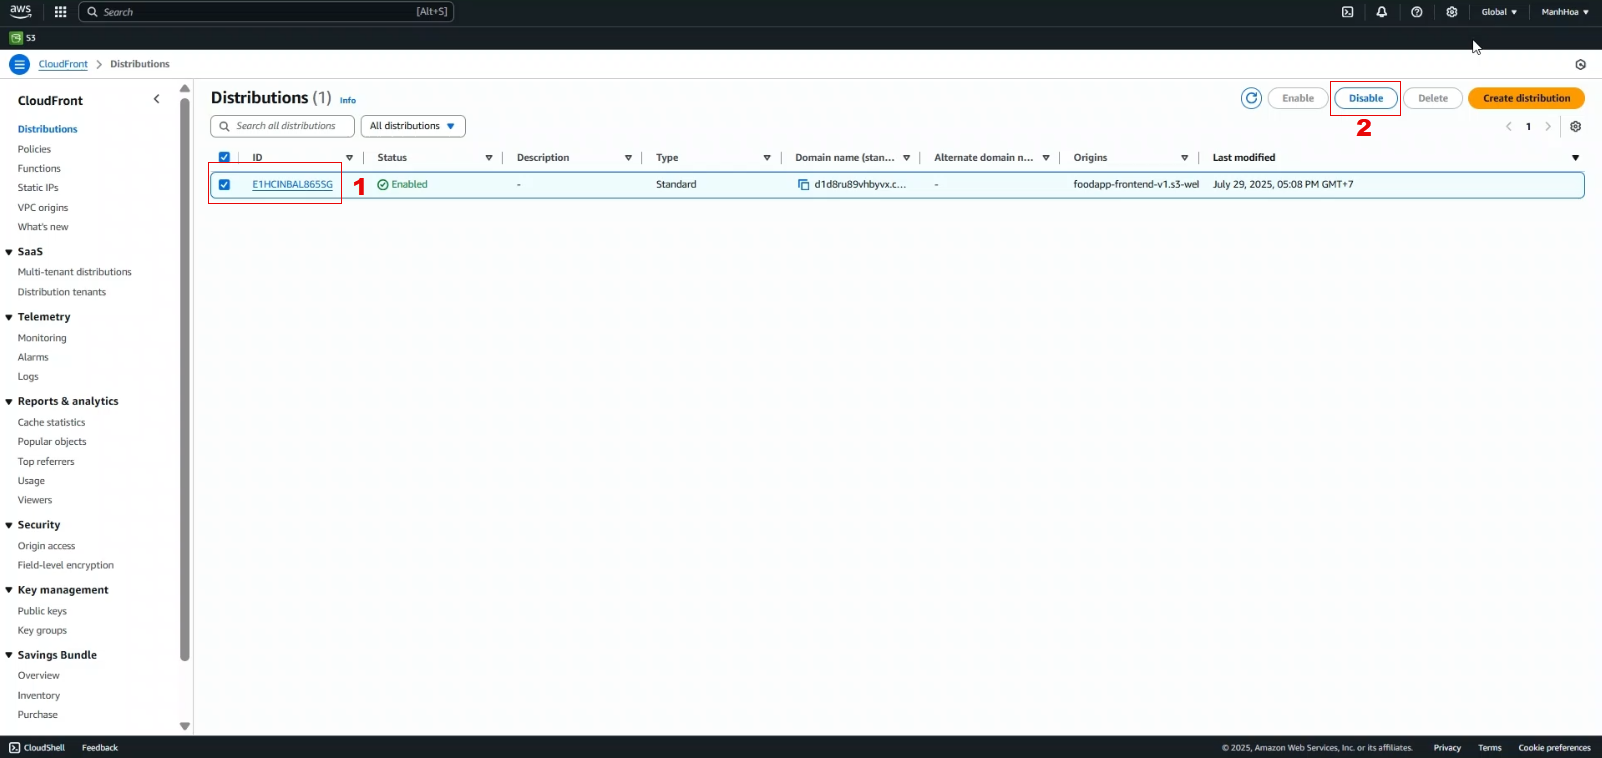 aws Search [Alt+S] Global ManhHoa
S3
CloudFront Distributions
CloudFront
Distributions
Policies
Functions
Static IPs
VPC origins
What's new
SaaS
Multi-tenant distributions
Distribution tenants
Telemetry
Monitoring
Alarms
Logs
Reports & analytics
Cache statistics
Popular objects
Top referrers
Usage
Viewers
Security
Origin access
Field-level encryption
Key management
Public keys
Key groups
Savings Bundle
Overview
Inventory
Purchase
Distributions (1) Info Enable Disable Delete Create distribution
2
Search all distributions All distributions 1
ID Status Description Type Domain name (stan... Alternate domain n... Origins Last modified
E1HCINBAL865SG 1 Enabled - Standard d1d8ru89vhbyvx.c... - foodapp-frontend-v1.s3-wel July 29, 2025, 05:08 PM GMT+7
CloudShell Feedback © 2025, Amazon Web Services, Inc. or its affiliates. Privacy Terms Cookie preferences